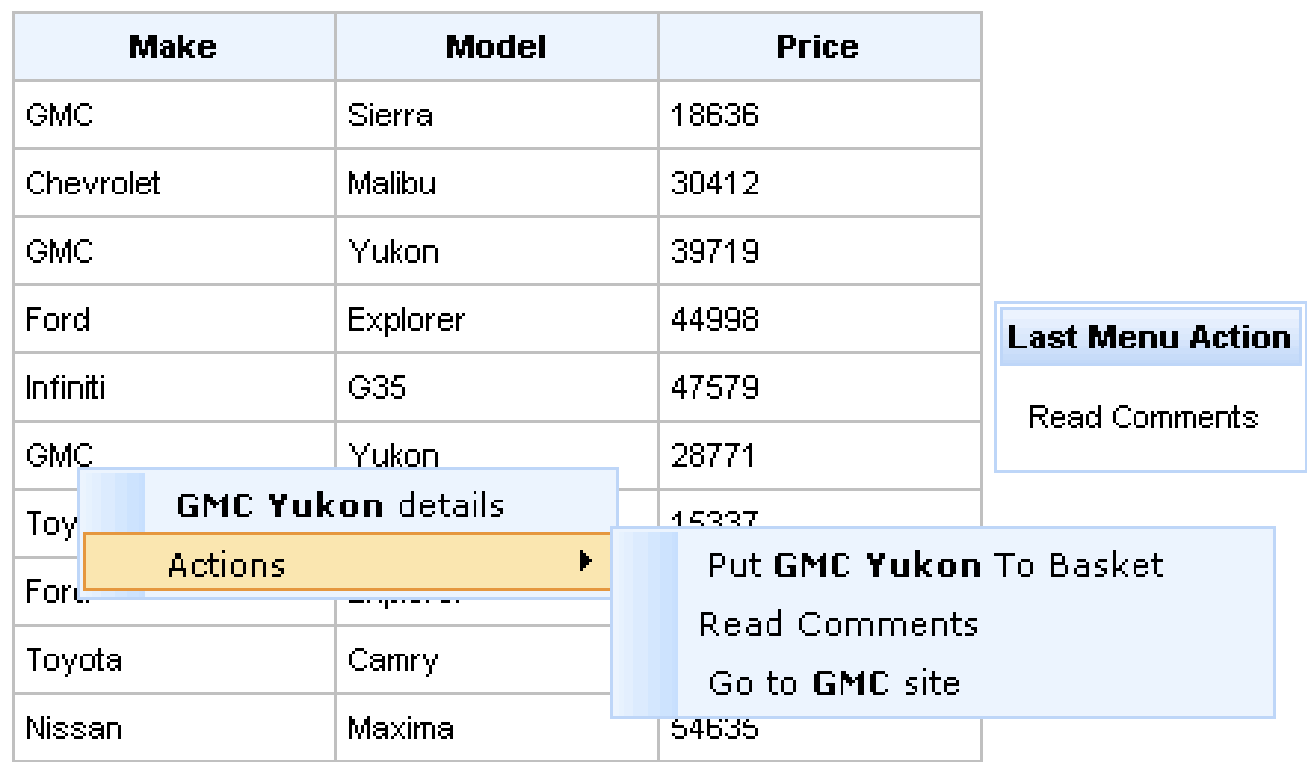 Make Model Price
GMC Sierra 18636
Chevrolet Malibu 30412
GMC Yukon 39719
Ford Explorer 44998
Infiniti G35 47579
GMC Yukon 28771
15337
Toyota Camry
Nissan Maxima 54635
Last Menu Action
Read Comments
GMC Yukon details
Actions
Put GMC Yukon To Basket
Read Comments
Go to GMC site